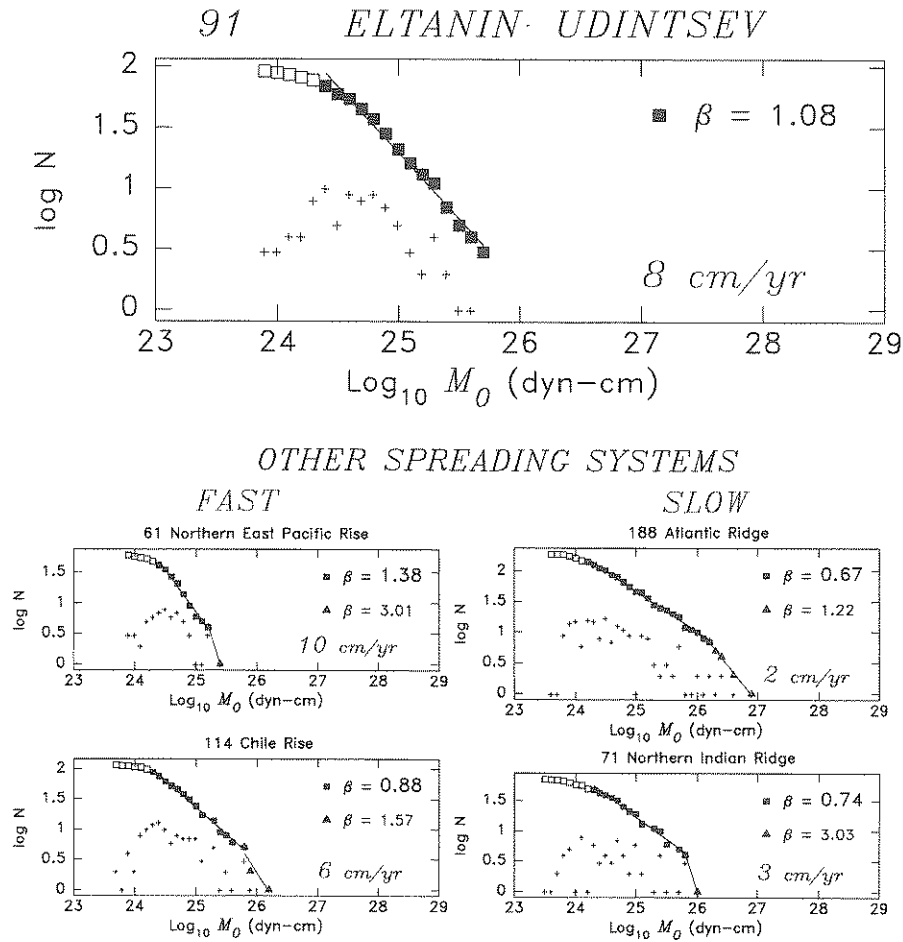 91 ELTANIN UDINTSEV
2
1.5
1
0.5
0
log N
■ β = 1.08
8 cm/yr
23 24 25 26 27 28 29
Log10 M0 (dyn-cm)
OTHER SPREADING SYSTEMS
FAST SLOW
61 Northern East Pacific Rise
1.5
1
0.5
0
log N
β = 1.38
β = 3.01
10 cm/yr
23 24 25 26 27 28 29
Log10 M0 (dyn-cm)
188 Atlantic Ridge
2
1.5
1
0.5
0
log N
β = 0.67
β = 1.22
2 cm/yr
23 24 25 26 27 28 29
Log10 M0 (dyn-cm)
114 Chile Rise
2
1.5
1
0.5
0
log N
β = 0.88
β = 1.57
6 cm/yr
23 24 25 26 27 28 29
Log10 M0 (dyn-cm)
71 Northern Indian Ridge
1.5
1
0.5
0
log N
β = 0.74
β = 3.03
3 cm/yr
23 24 25 26 27 28 29
Log10 M0 (dyn-cm)